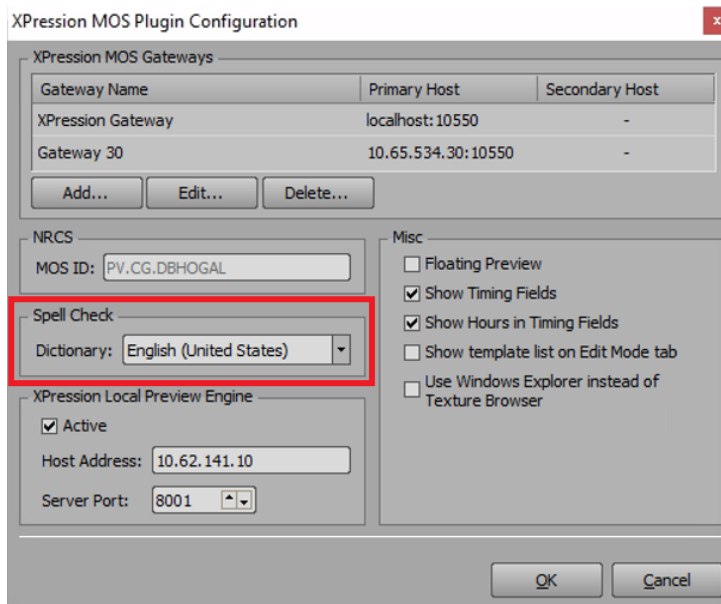 XPression MOS Plugin Configuration
x
XPression MOS Gateways
Gateway Name Primary Host Secondary Host
XPression Gateway localhost:10550 -
Gateway 30 10.65.534.30:10550 -
Add... Edit... Delete...
NRCS
MOS ID: PV.CG.DBHOGAL
Spell Check
Dictionary: English (United States)
XPression Local Preview Engine
Active
Host Address: 10.62.141.10
Server Port: 8001
Misc
Floating Preview
Show Timing Fields
Show Hours in Timing Fields
Show template list on Edit Mode tab
Use Windows Explorer instead of
Texture Browser
OK Cancel